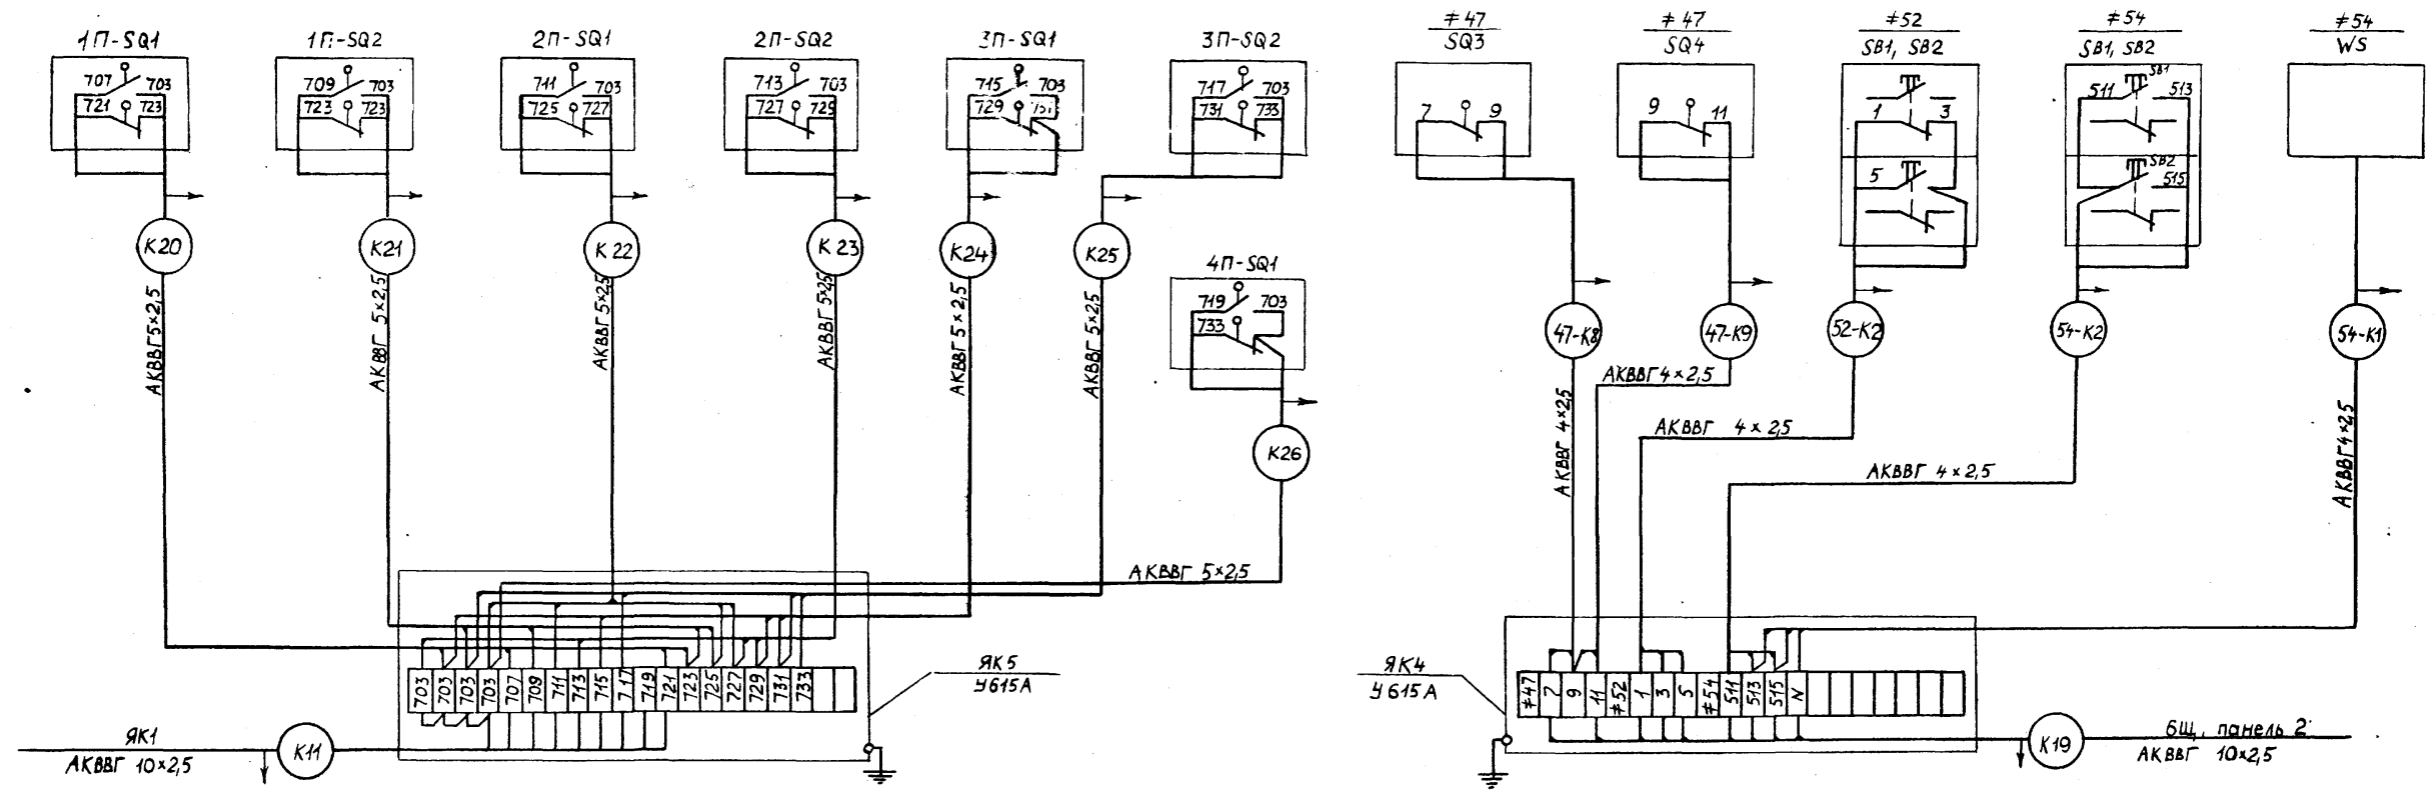 1П-SQ1
1П-SQ2
2П-SQ1
2П-SQ2
3П-SQ1
3П-SQ2
≠47
SQ3
≠47
SQ4
≠52
SB1, SB2
≠54
SB1, SB2
≠54
WS
707 703
721 723
709 703
723 723
711 703
725 727
713 703
727 729
715 703
729 731
717 703
731 733
7 9
9 11
1 3
5
SB1
511 513
SB2
515
K20
K21
K22
K23
K24
K25
4П-SQ1
719 703
733
K26
47-K8
47-K9
52-K2
54-K2
54-K1
АКВВГ 5×2,5
АКВВГ 5×2,5
АКВВГ 5×2,5
АКВВГ 5×2,5
АКВВГ 5×2,5
АКВВГ 5×2,5
АКВВГ 5×2,5
АКВВГ 4×2,5
АКВВГ 4×2,5
АКВВГ 4×2,5
АКВВГ 4×2,5
АКВВГ 4×2,5
703 703 703 703 707 709 711 713 715 717 719 721 723 725 727 729 731 733
ЯК5
У615А
ЯК4
У615А
≠47 7 9 11 ≠52 1 3 5 ≠54 511 513 515 N
ЯК1
АКВВГ 10×2,5
K11
K19
БЩ, панель 2
АКВВГ 10×2,5